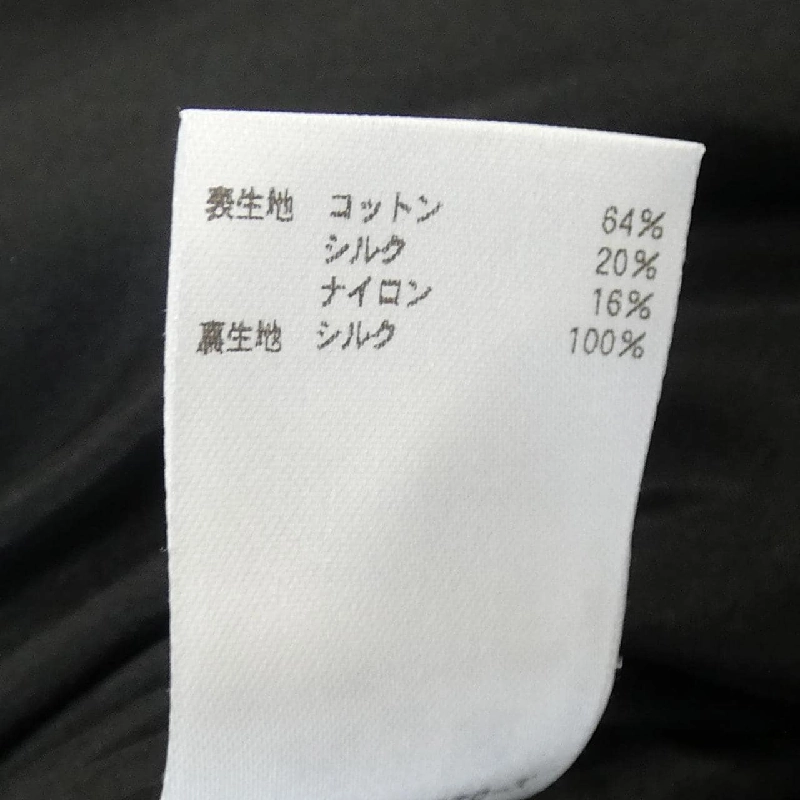 表生地 コットン 64%
シルク 20%
ナイロン 16%
裏生地 シルク 100%